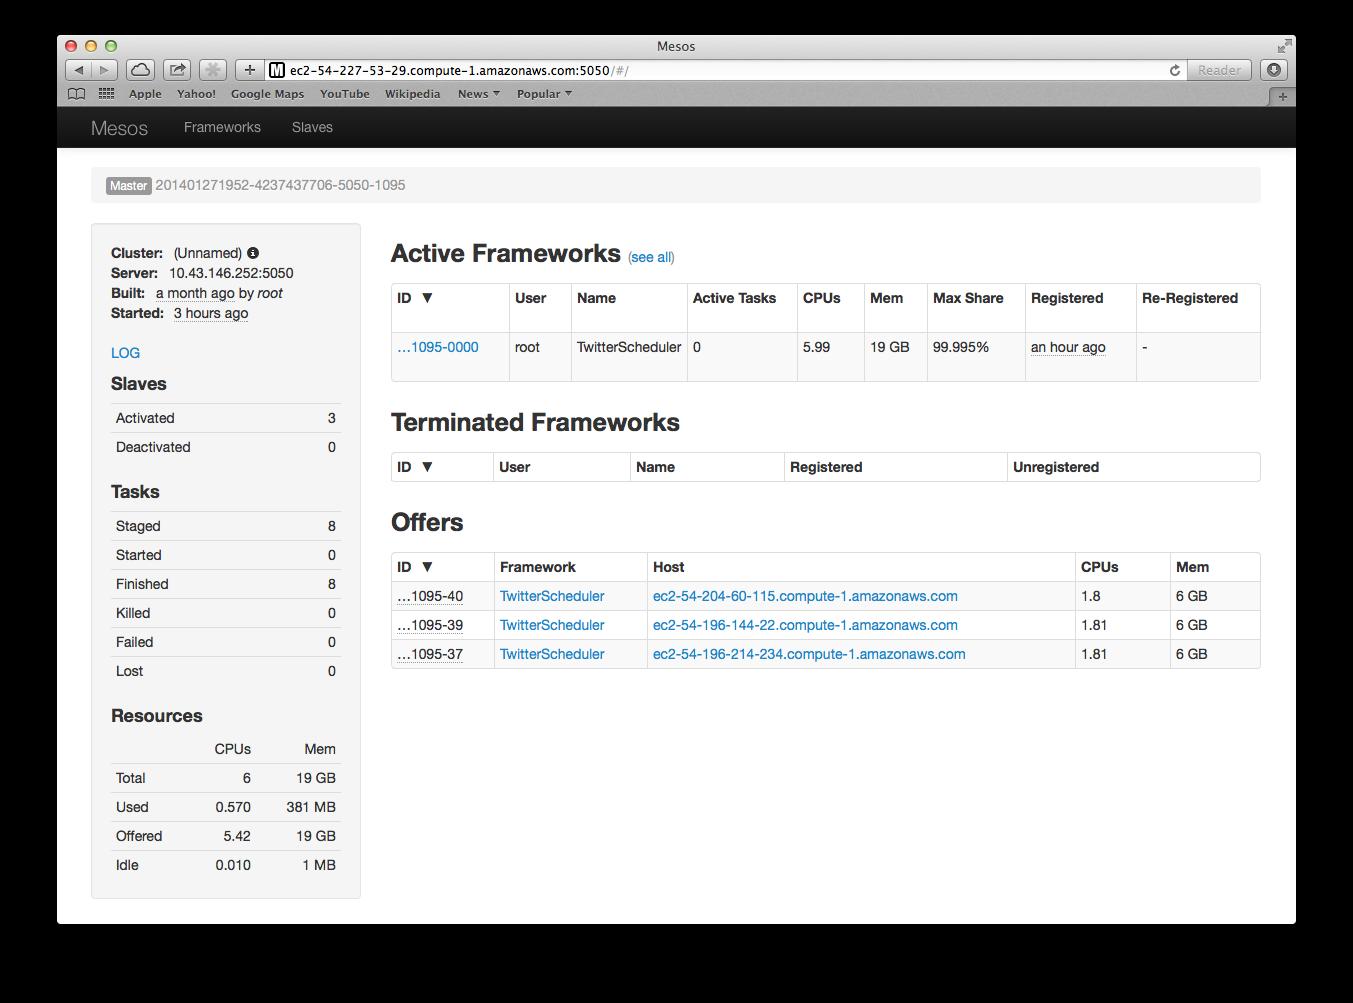 Mesos
ec2-54-227-53-29.compute-1.amazonaws.com:5050/#/
Reader
Apple Yahoo! Google Maps YouTube Wikipedia News ▼ Popular ▼
Mesos Frameworks Slaves
Master 201401271952-4237437706-5050-1095
Cluster: (Unnamed)
Server: 10.43.146.252:5050
Built: a month ago by root
Started: 3 hours ago
LOG
Slaves
Activated 3
Deactivated 0
Tasks
Staged 8
Started 0
Finished 8
Killed 0
Failed 0
Lost 0
Resources
CPUs Mem
Total 6 19 GB
Used 0.570 381 MB
Offered 5.42 19 GB
Idle 0.010 1 MB
Active Frameworks (see all)
ID ▼ User Name Active Tasks CPUs Mem Max Share Registered Re-Registered
…1095-0000 root TwitterScheduler 0 5.99 19 GB 99.995% an hour ago -
Terminated Frameworks
ID ▼ User Name Registered Unregistered
Offers
ID ▼ Framework Host CPUs Mem
…1095-40 TwitterScheduler ec2-54-204-60-115.compute-1.amazonaws.com 1.8 6 GB
…1095-39 TwitterScheduler ec2-54-196-144-22.compute-1.amazonaws.com 1.81 6 GB
…1095-37 TwitterScheduler ec2-54-196-214-234.compute-1.amazonaws.com 1.81 6 GB